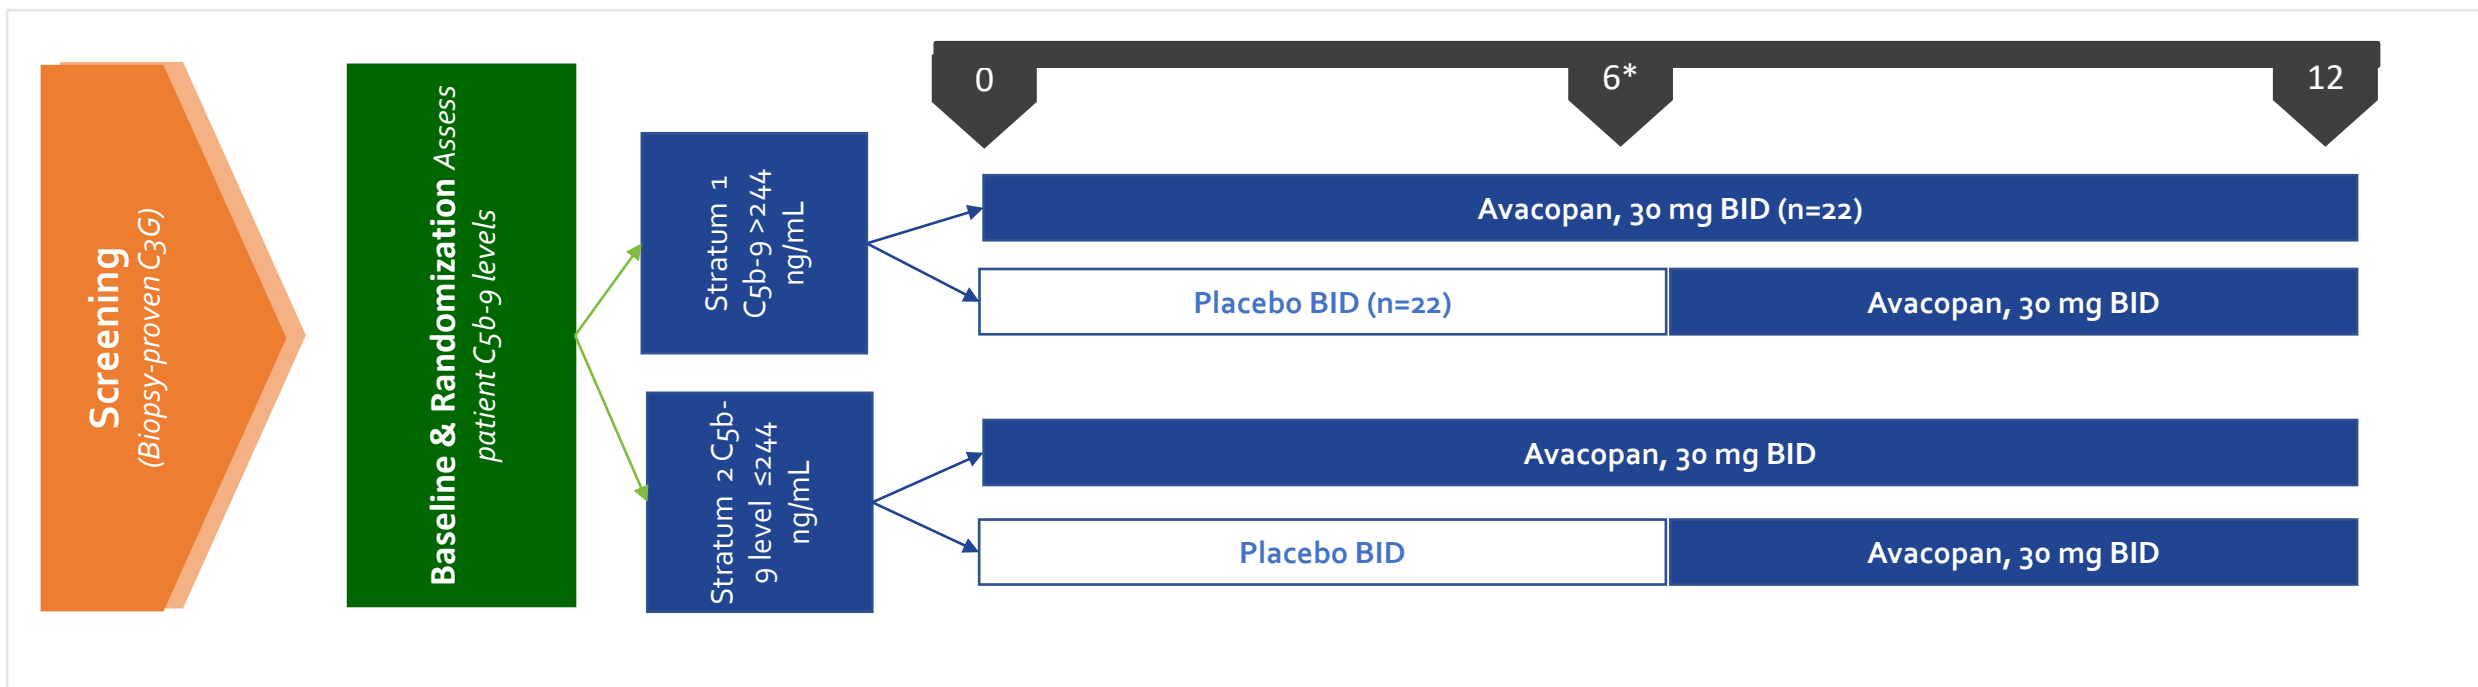 Screening
(Biopsy-proven C3G)
Baseline & Randomization Assess
patient C5b-9 levels
Stratum 1
C5b-9 >244
ng/mL
Stratum 2 C5b-
9 level ≤244
ng/mL
0
6*
12
Avacopan, 30 mg BID (n=22)
Placebo BID (n=22)
Avacopan, 30 mg BID
Avacopan, 30 mg BID
Placebo BID
Avacopan, 30 mg BID